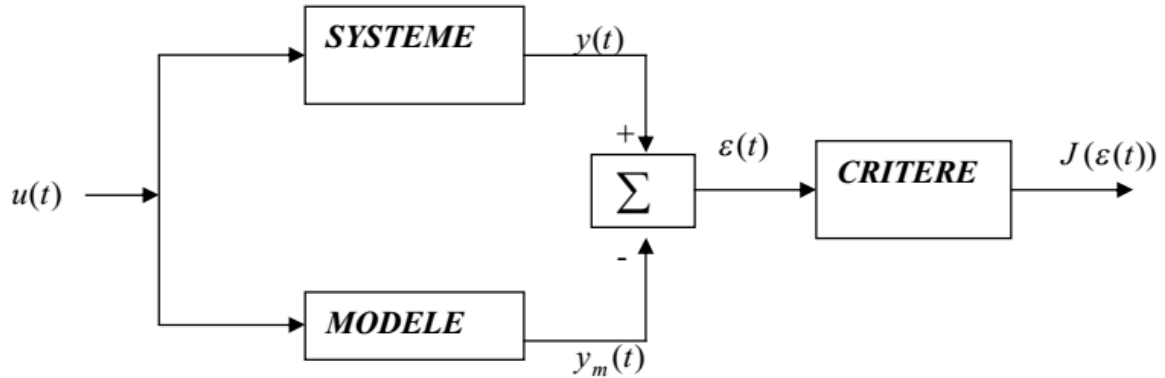 SYSTEME
y(t)
u(t)
+
Σ
-
ε(t)
CRITERE
J(ε(t))
MODELE
y_m(t)